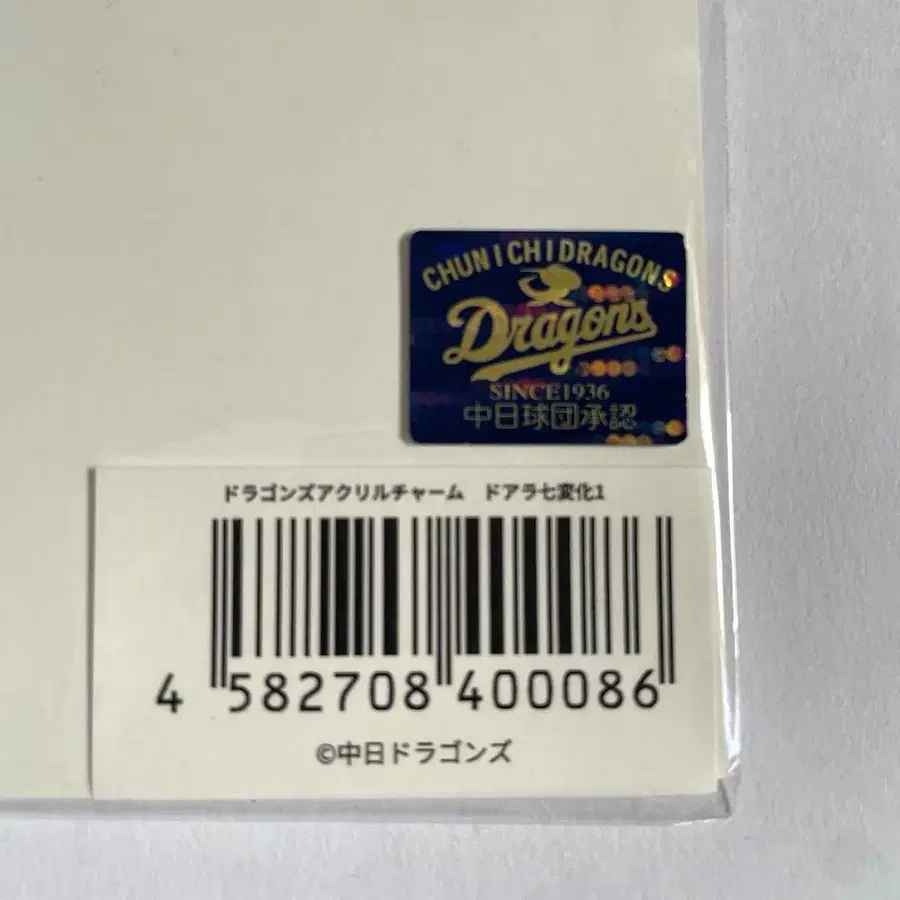 CHUNICHIDRAGONS
Dragons
SINCE1936
中日球団承認
ドラゴンズアクリルチャーム　ドアラ七変化1
4 582708 400086
©中日ドラゴンズ